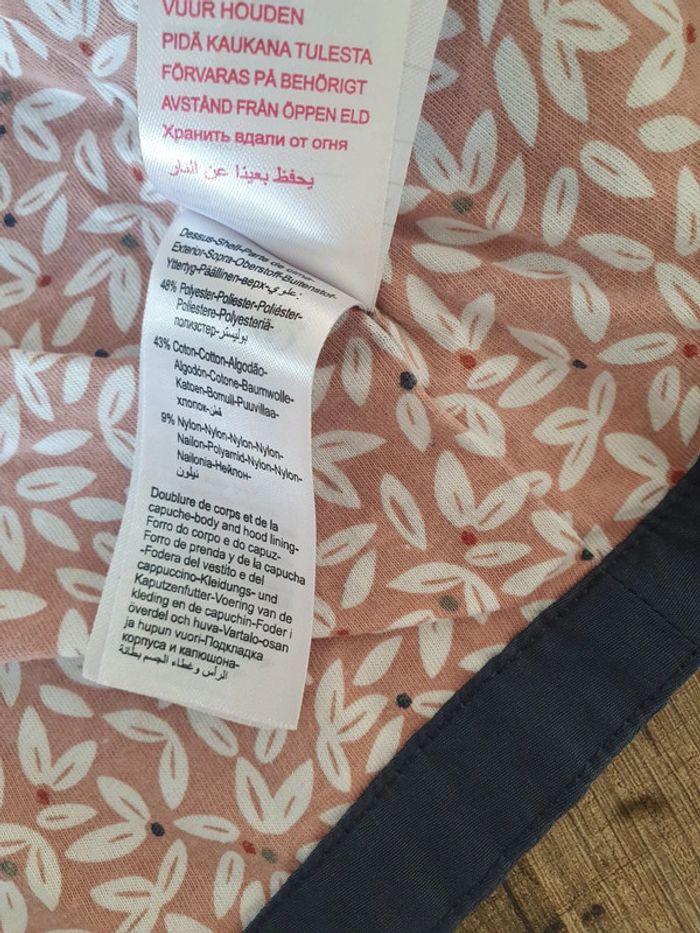 VUUR HOUDEN
PIDÄ KAUKANA TULESTA
FÖRVARAS PÅ BEHÖRIGT
AVSTÅND FRÅN ÖPPEN ELD
Хранить вдали от огня
يحفظ بعيدا عن النار
Dessus-Shell-Parte de cima-
Exterior-Sopra-Oberstoff-Buitenstof-
Yttertyg-Päällinen-верх-علوي:
48% Polyester-Poliester-Poliéster-
Poliestere-Polyesteriä-
полиэстер-بوليستر
43% Coton-Cotton-Algodão-
Algodón-Cotone-Baumwolle-
Katoen-Bomull-Puuvillaa-
хлопок-قطن
9% Nylon-Nylon-Nylon-Nylon-
Nailon-Polyamid-Nylon-Nylon-
Nailonia-Нейлон-
نيلون
Doublure de corps et de la
capuche-body and hood lining-
Forro do corpo e do capuz-
Forro de prenda y de la capucha
-Fodera del vestito e del
cappuccino-Kleidungs- und
Kaputzenfutter-Voering van de
kleding en de capuchin-Foder i
överdel och huva-Vartalo-osan
ja hupun vuori-Подкладка
корпуса и капюшона-
الرأس وغطاء الجسم بطانة